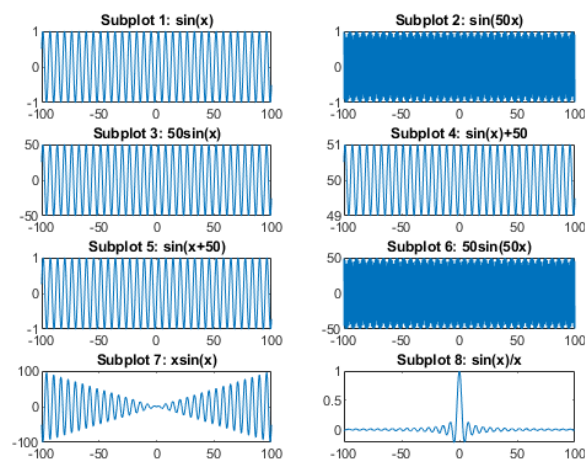 Subplot 1: sin(x)
1
0
-1
-100 -50 0 50 100
Subplot 2: sin(50x)
1
0
-1
-100 -50 0 50 100
Subplot 3: 50sin(x)
50
0
-50
-100 -50 0 50 100
Subplot 4: sin(x)+50
51
50
49
-100 -50 0 50 100
Subplot 5: sin(x+50)
1
0
-1
-100 -50 0 50 100
Subplot 6: 50sin(50x)
50
0
-50
-100 -50 0 50 100
Subplot 7: xsin(x)
100
0
-100
-100 -50 0 50 100
Subplot 8: sin(x)/x
1
0.5
0
-100 -50 0 50 100